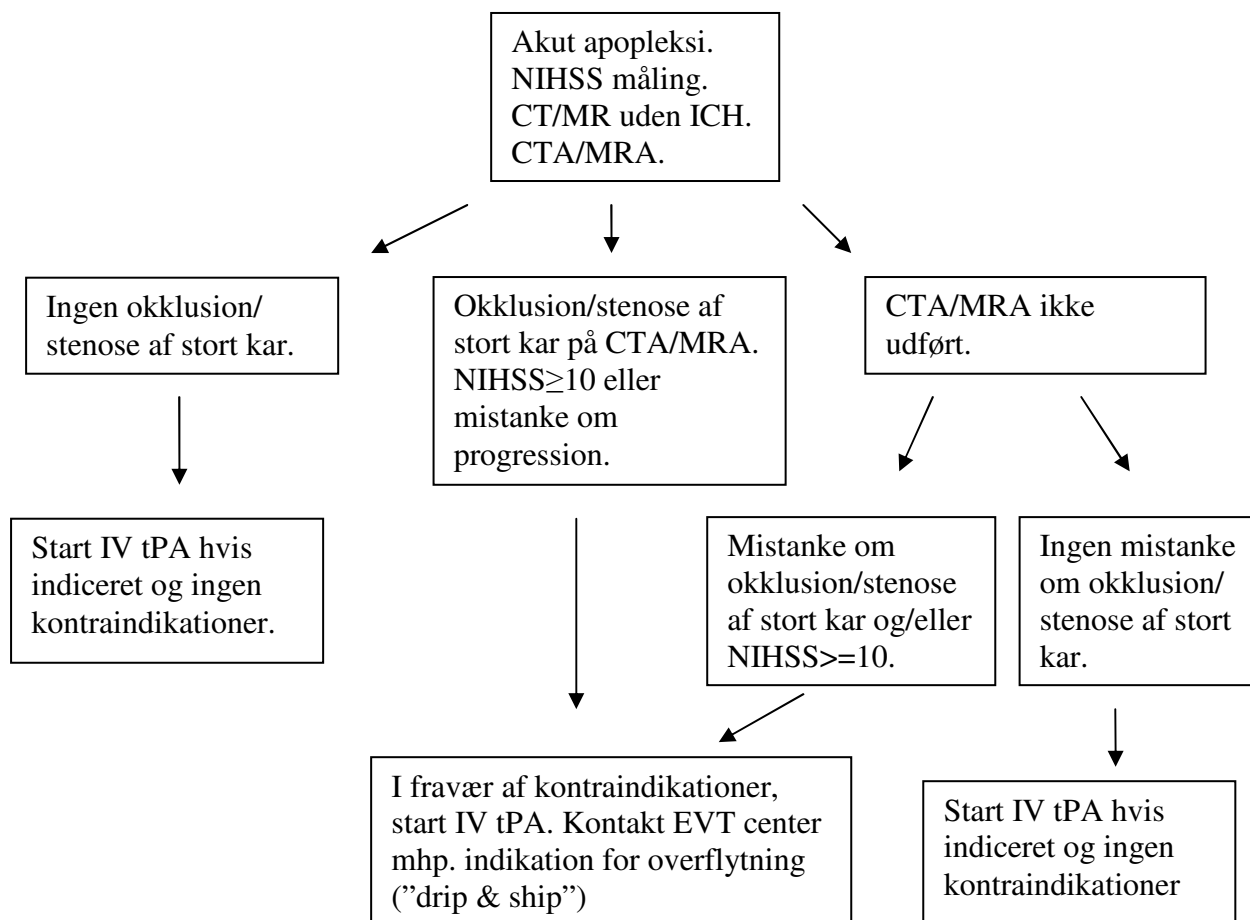 Akut apopleksi.
NIHSS måling.
CT/MR uden ICH.
CTA/MRA.
Ingen okklusion/
stenose af stort kar.
Okklusion/stenose af
stort kar på CTA/MRA.
NIHSS≥10 eller
mistanke om
progression.
CTA/MRA ikke
udført.
Start IV tPA hvis
indiceret og ingen
kontraindikationer.
Mistanke om
okklusion/stenose
af stort kar og/eller
NIHSS>=10.
Ingen mistanke
om okklusion/
stenose af stort
kar.
I fravær af kontraindikationer,
start IV tPA. Kontakt EVT center
mhp. indikation for overflytning
(”drip & ship”)
Start IV tPA hvis
indiceret og ingen
kontraindikationer